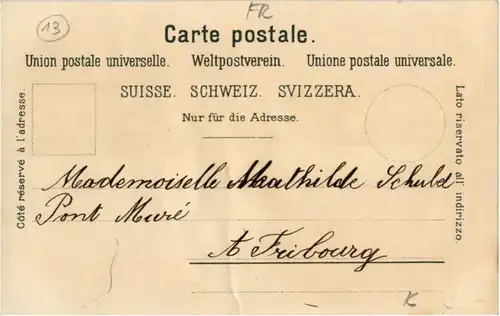 13
FR
Carte postale.
Union postale universelle. Weltpostverein. Unione postale universale.
SUISSE. SCHWEIZ. SVIZZERA.
Nur für die Adresse.
Côté réservé à l'adresse.
Lato riservato all' indirizzo.
Mademoiselle Mathilde Schuld
Pont Muré
A Fribourg
K